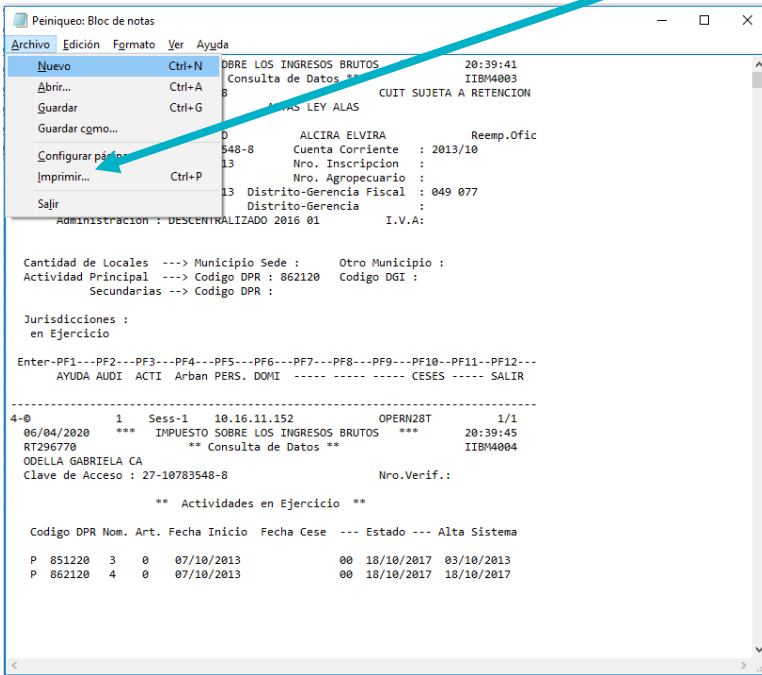 Peiniqueo: Bloc de notas
Archivo Edición Formato Ver Ayuda
Nuevo Ctrl+N
Abrir... Ctrl+A
Guardar Ctrl+G
Guardar como...
Configurar
Imprimir... Ctrl+P
Salir
OBRE LOS INGRESOS BRUTOS 20:39:41
Consulta de Datos ** IIBM4003
8 CUIT SUJETA A RETENCION
LEY ALAS
ALCIRA ELVIRA Reemp.Ofic
548-8 Cuenta Corriente : 2013/10
13 Nro. Inscripcion :
Nro. Agropecuario :
13 Distrito-Gerencia Fiscal : 049 077
Distrito-Gerencia :
Administracion : DESCENTRALIZADO 2016 01 I.V.A:
Cantidad de Locales ---> Municipio Sede : Otro Municipio :
Actividad Principal ---> Codigo DPR : 862120 Codigo DGI :
Secundarias --> Codigo DPR :
Jurisdicciones :
en Ejercicio
Enter-PF1---PF2---PF3---PF4---PF5---PF6---PF7---PF8---PF9---PF10--PF11--PF12---
AYUDA AUDI ACTI Arban PERS. DOMI ----- ----- ----- CESES ----- SALIR
--------------------------------------------------------------------------------
4-© 1 Sess-1 10.16.11.152 OPERN28T 1/1
06/04/2020 *** IMPUESTO SOBRE LOS INGRESOS BRUTOS *** 20:39:45
RT296770 ** Consulta de Datos ** IIBM4004
ODELLA GABRIELA CA
Clave de Acceso : 27-10783548-8 Nro.Verif.:
** Actividades en Ejercicio **
Codigo DPR Nom. Art. Fecha Inicio Fecha Cese --- Estado --- Alta Sistema
P 851220 3 0 07/10/2013 00 18/10/2017 03/10/2013
P 862120 4 0 07/10/2013 00 18/10/2017 18/10/2017